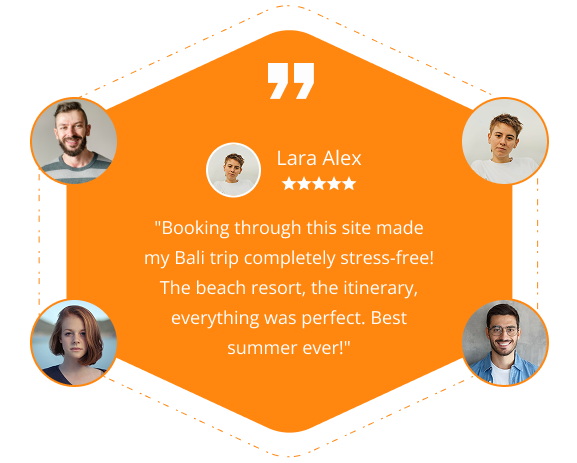 Lara Alex
"Booking through this site made
my Bali trip completely stress-free!
The beach resort, the itinerary,
everything was perfect. Best
summer ever!"